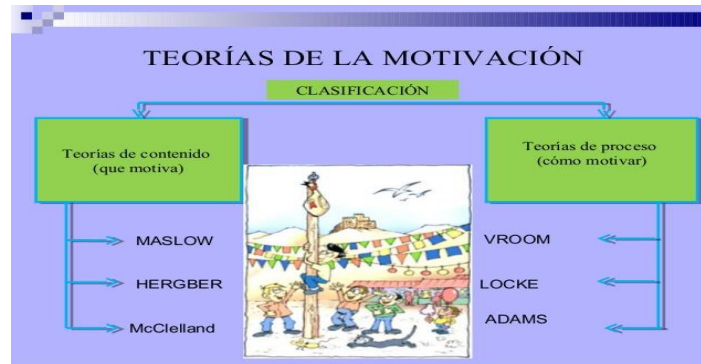 TEORÍAS DE LA MOTIVACIÓN
CLASIFICACIÓN
Teorías de contenido
(que motiva)
MASLOW
HERGBER
McClelland
Teorías de proceso
(cómo motivar)
VROOM
LOCKE
ADAMS